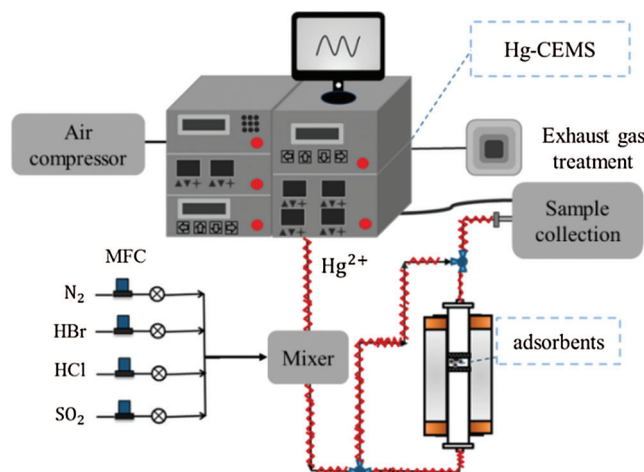 Hg-CEMS
Air
compressor
Exhaust gas
treatment
Sample
collection
Hg²⁺
MFC
N₂
HBr
HCl
SO₂
Mixer
adsorbents